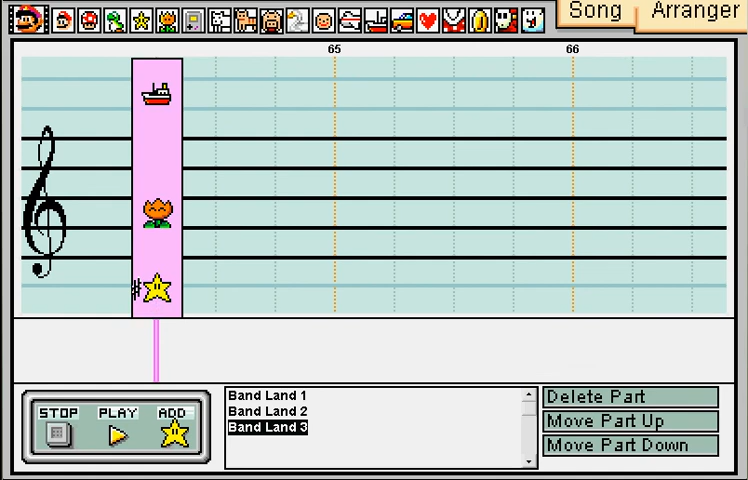 Song Arranger
65 66
STOP PLAY ADD
Band Land 1
Band Land 2
Band Land 3
Delete Part
Move Part Up
Move Part Down